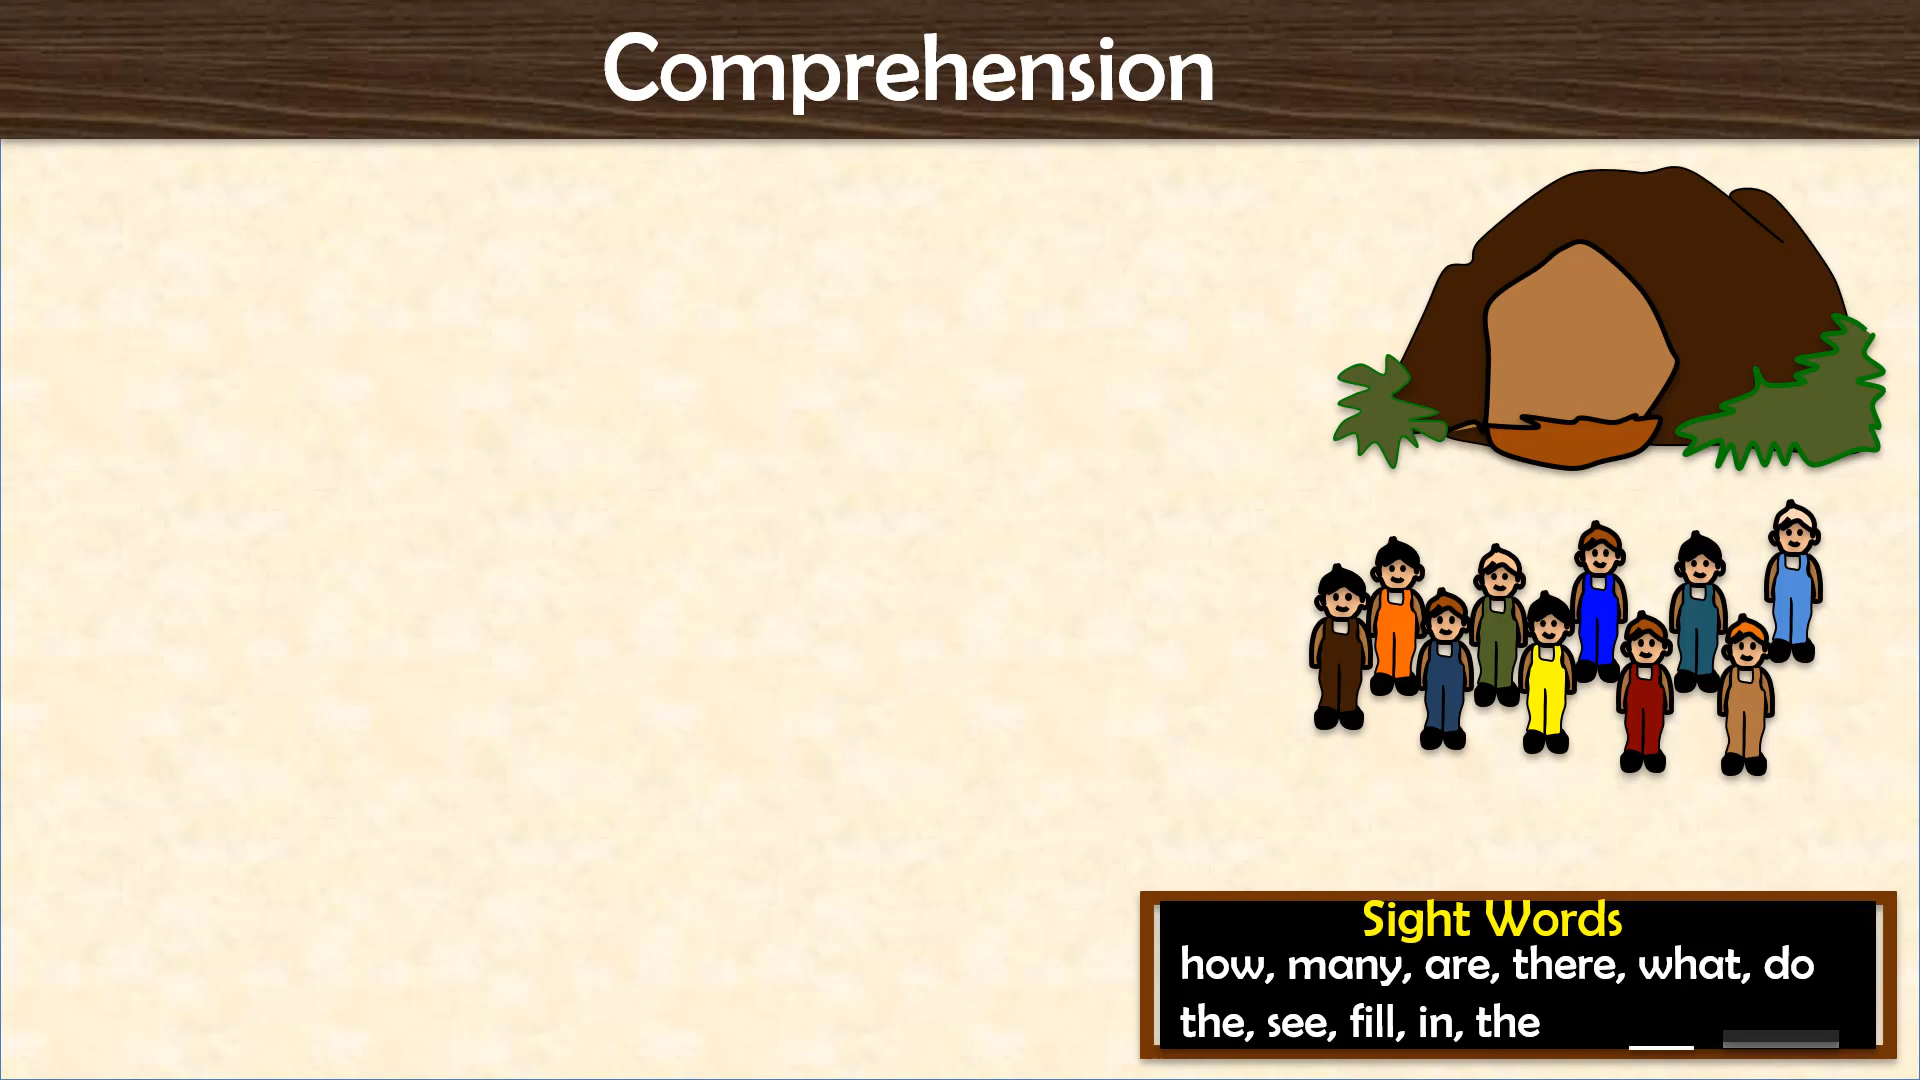 Comprehension
Sight Words
how, many, are, there, what, do
the, see, fill, in, the